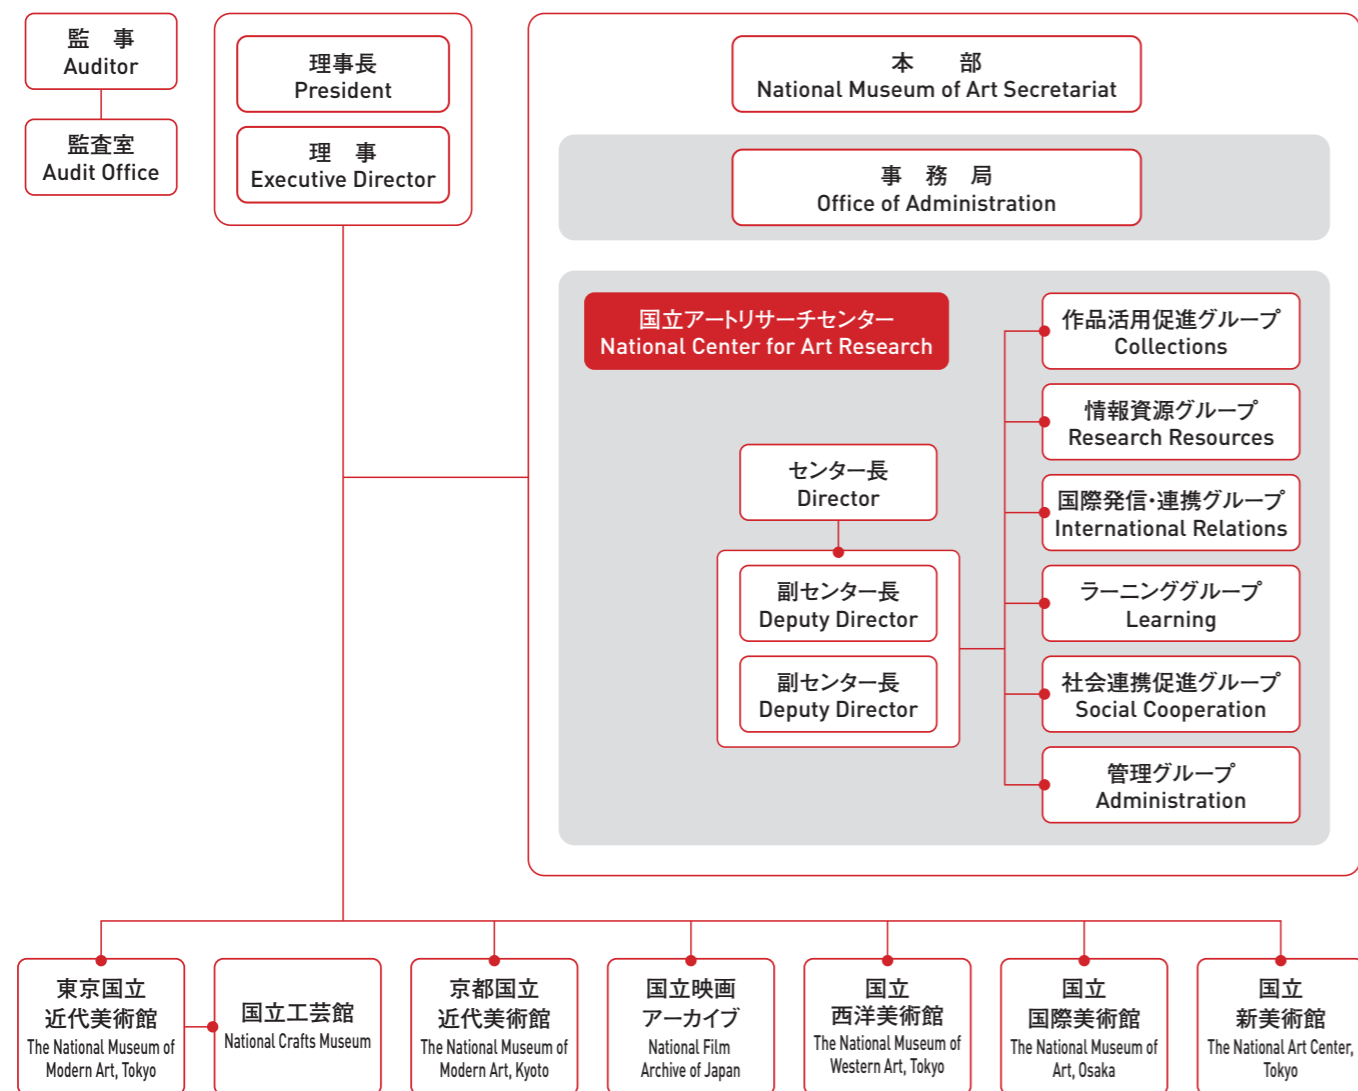 監　事
Auditor
監査室
Audit Office
理事長
President
理　事
Executive Director
本　　部
National Museum of Art Secretariat
事　務　局
Office of Administration
国立アートリサーチセンター
National Center for Art Research
センター長
Director
副センター長
Deputy Director
副センター長
Deputy Director
作品活用促進グループ
Collections
情報資源グループ
Research Resources
国際発信・連携グループ
International Relations
ラーニンググループ
Learning
社会連携促進グループ
Social Cooperation
管理グループ
Administration
東京国立
近代美術館
The National Museum of
Modern Art, Tokyo
国立工芸館
National Crafts Museum
京都国立
近代美術館
The National Museum of
Modern Art, Kyoto
国立映画
アーカイブ
National Film
Archive of Japan
国立
西洋美術館
The National Museum of
Western Art, Tokyo
国立
国際美術館
The National Museum of
Art, Osaka
国立
新美術館
The National Art Center,
Tokyo